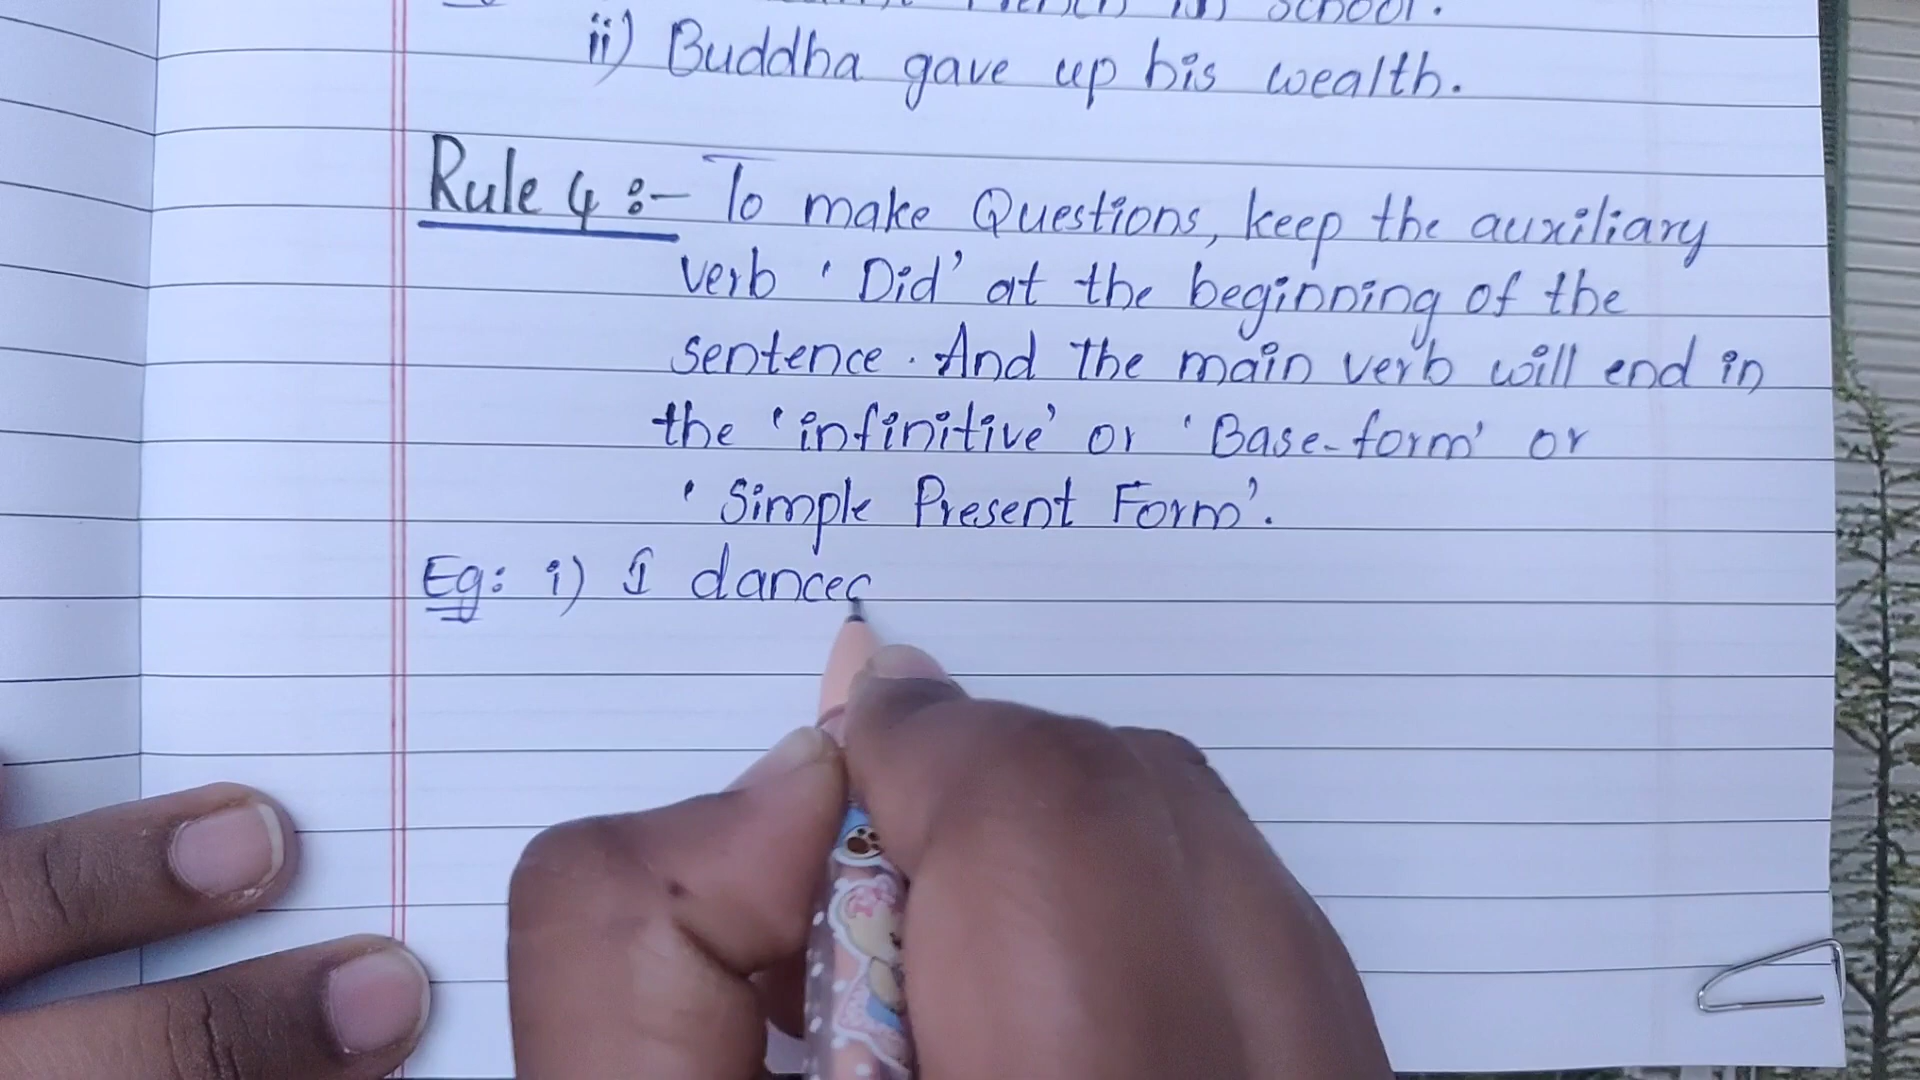 school.
ii) Buddha gave up his wealth.
Rule 4 :- To make Questions, keep the auxiliary
verb 'Did' at the beginning of the
sentence. And the main verb will end in
the 'infinitive' or 'Base-form' or
'Simple Present Form'.
Eg: i) I dance